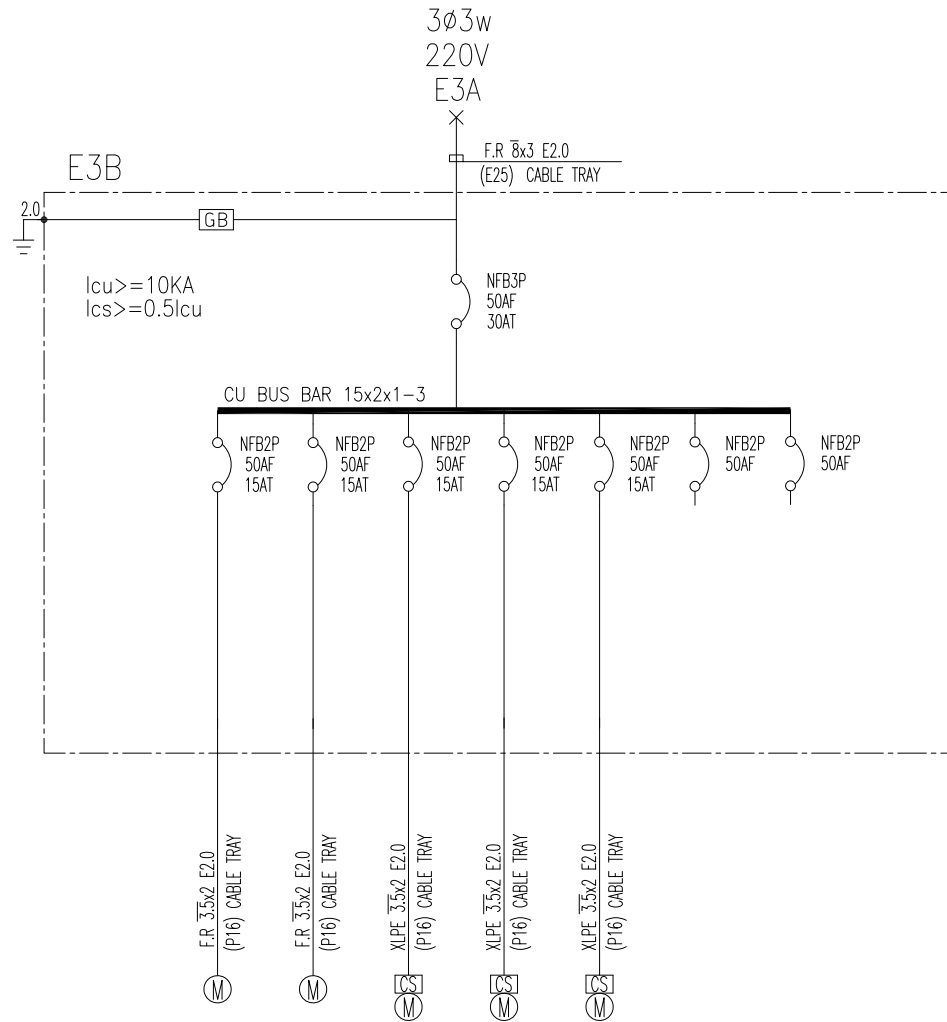 3ø3w
220V
E3A
F.R 8x3 E2.0
(E25) CABLE TRAY
E3B
2.0
GB
Icu>=10KA
Ics>=0.5Icu
NFB3P
50AF
30AT
CU BUS BAR 15x2x1-3
NFB2P
50AF
15AT
NFB2P
50AF
15AT
NFB2P
50AF
15AT
NFB2P
50AF
15AT
NFB2P
50AF
15AT
NFB2P
50AF
NFB2P
50AF
F.R 3.5x2 E2.0
(P16) CABLE TRAY
F.R 3.5x2 E2.0
(P16) CABLE TRAY
XLPE 3.5x2 E2.0
(P16) CABLE TRAY
XLPE 3.5x2 E2.0
(P16) CABLE TRAY
XLPE 3.5x2 E2.0
(P16) CABLE TRAY
M
M
CS
M
CS
M
CS
M